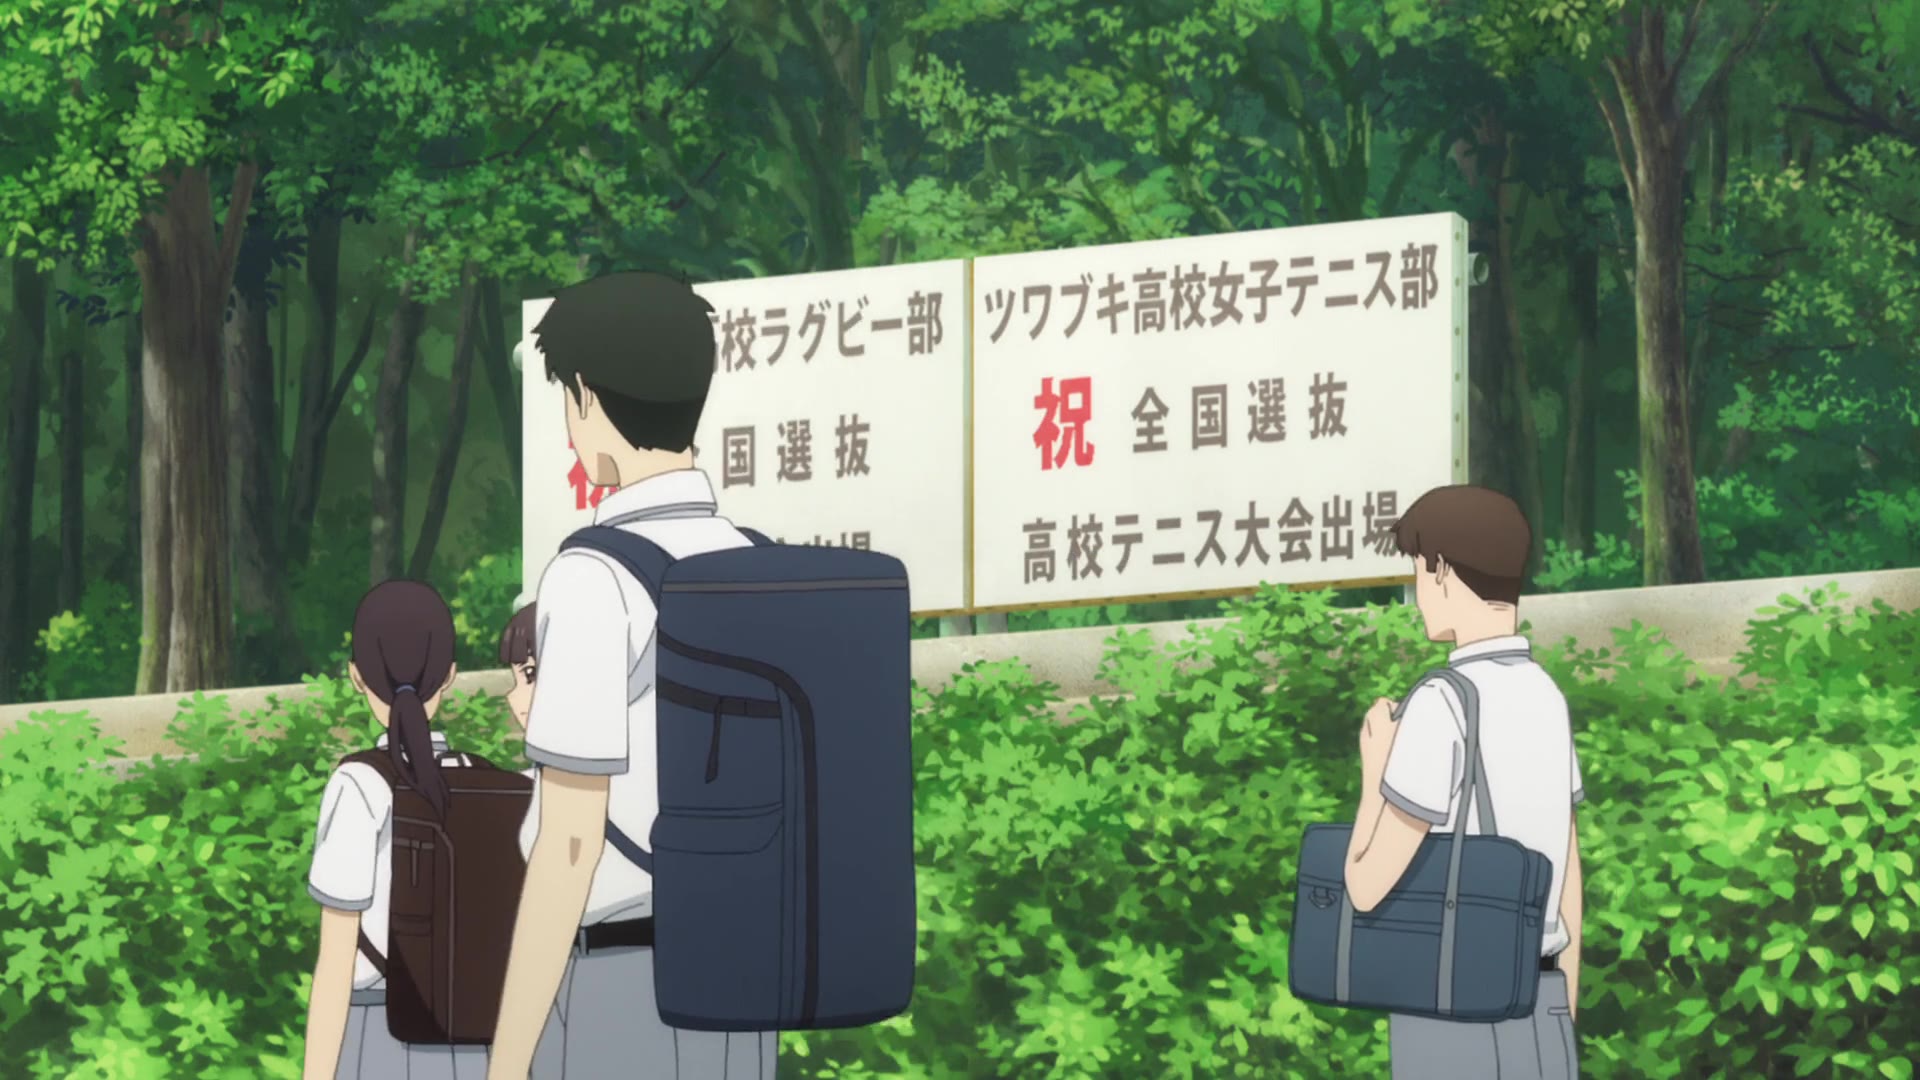 校ラグビー部
国選抜
ツワブキ高校女子テニス部
祝 全国選抜
高校テニス大会出場